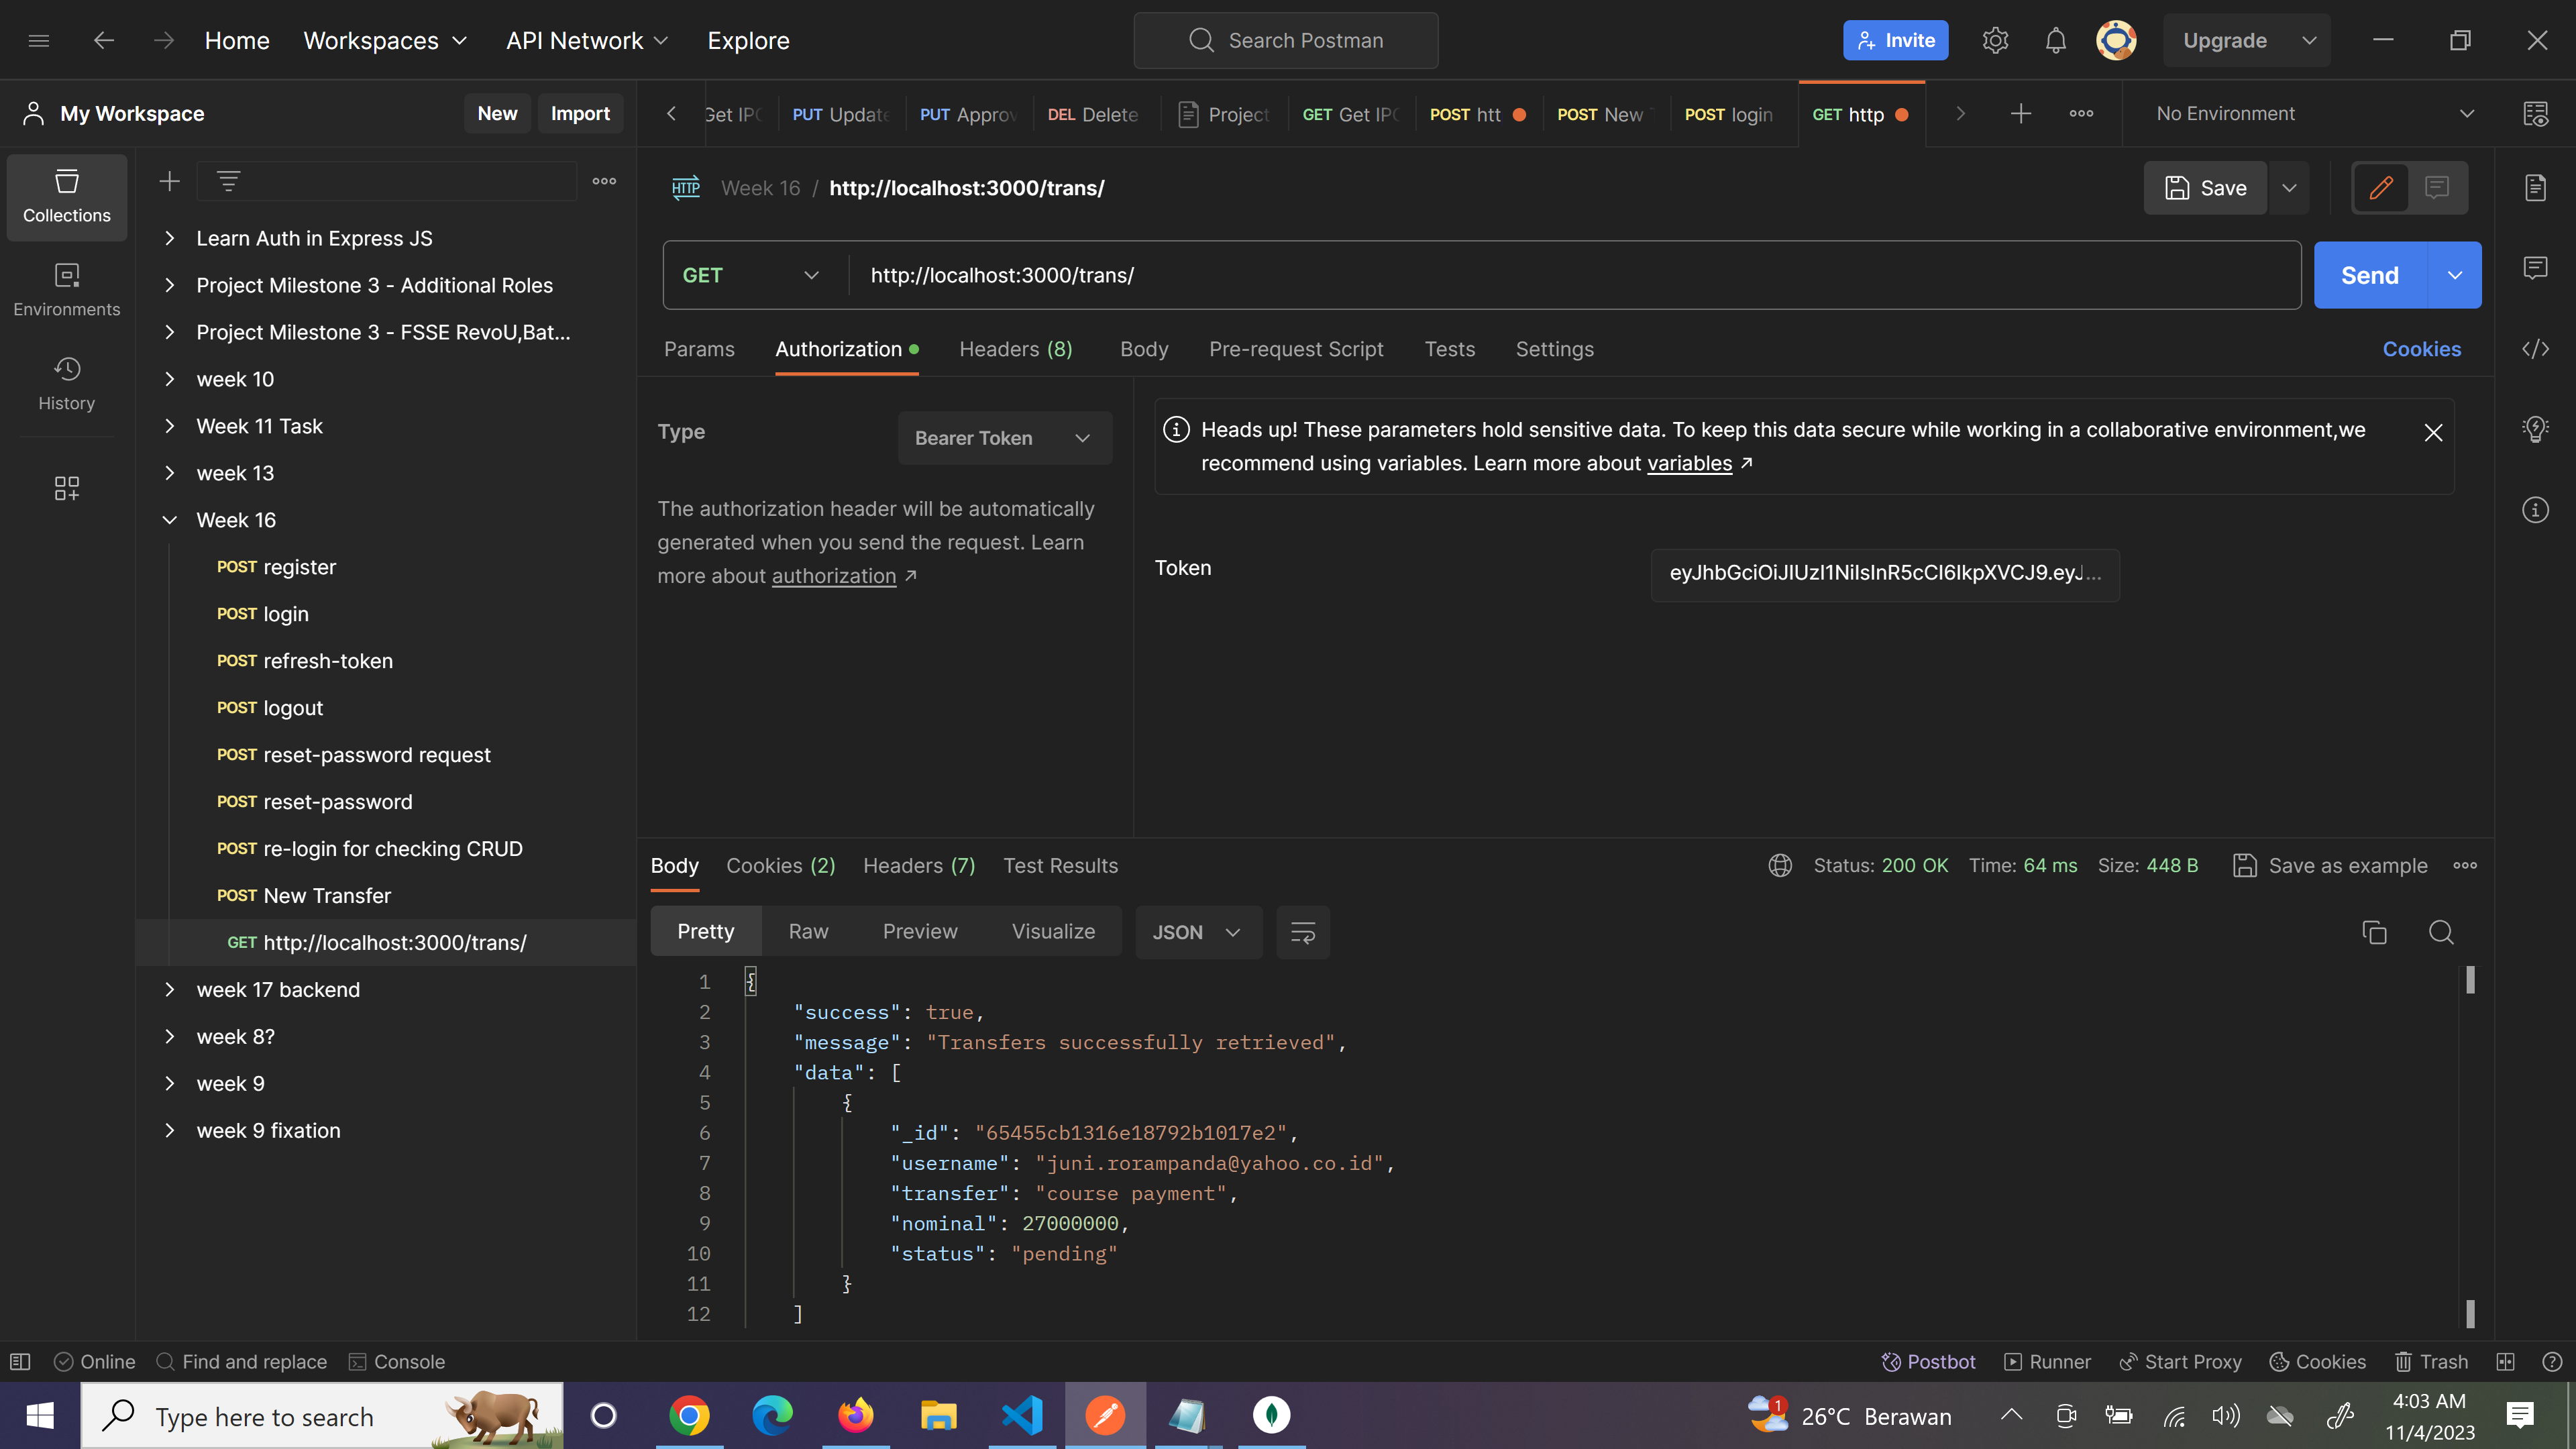 Home Workspaces API Network Explore Search Postman Invite Upgrade
My Workspace New Import Get IPC PUT Update PUT Approv DEL Delete Project GET Get IPC POST htt POST New POST login GET http No Environment
Collections
Environments
History
Learn Auth in Express JS
Project Milestone 3 - Additional Roles
Project Milestone 3 - FSSE RevoU,Bat...
week 10
Week 11 Task
week 13
Week 16
POST register
POST login
POST refresh-token
POST logout
POST reset-password request
POST reset-password
POST re-login for checking CRUD
POST New Transfer
GET http://localhost:3000/trans/
week 17 backend
week 8?
week 9
week 9 fixation
HTTP Week 16 / http://localhost:3000/trans/ Save
GET http://localhost:3000/trans/ Send
Params Authorization Headers (8) Body Pre-request Script Tests Settings Cookies
Type Bearer Token
The authorization header will be automatically
generated when you send the request. Learn
more about authorization ↗
Heads up! These parameters hold sensitive data. To keep this data secure while working in a collaborative environment,we
recommend using variables. Learn more about variables ↗
Token eyJhbGciOiJIUzI1NiIsInR5cCI6IkpXVCJ9.eyJ...
Body Cookies (2) Headers (7) Test Results Status: 200 OK Time: 64 ms Size: 448 B Save as example
Pretty Raw Preview Visualize JSON
1 {
2 "success": true,
3 "message": "Transfers successfully retrieved",
4 "data": [
5 {
6 "_id": "65455cb1316e18792b1017e2",
7 "username": "juni.rorampanda@yahoo.co.id",
8 "transfer": "course payment",
9 "nominal": 27000000,
10 "status": "pending"
11 }
12 ]
Online Find and replace Console Postbot Runner Start Proxy Cookies Trash
Type here to search 1 26°C Berawan 4:03 AM
11/4/2023